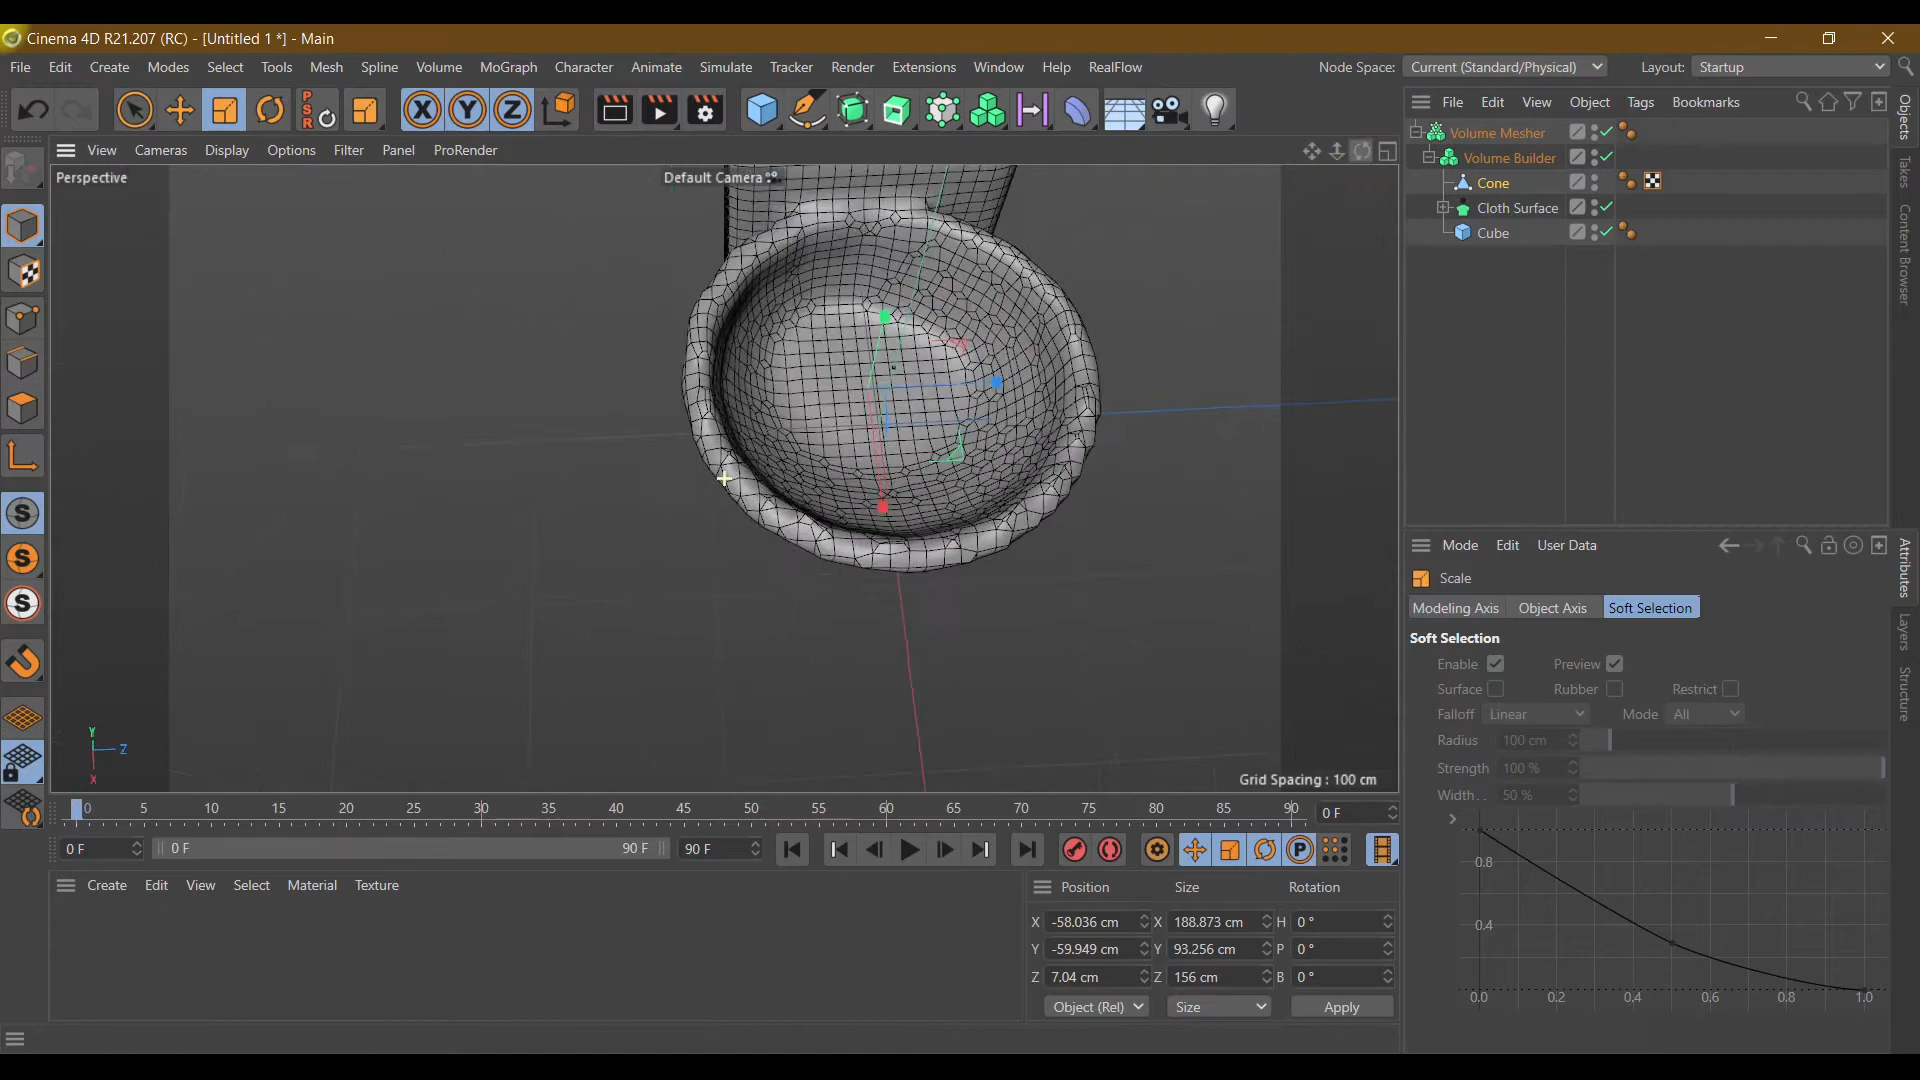 Cinema 4D R21.207 (RC) - [Untitled 1 *] - Main
File Edit Create Modes Select Tools Mesh Spline Volume MoGraph Character Animate Simulate Tracker Render Extensions Window Help RealFlow
Node Space: Current (Standard/Physical) Layout: Startup
P S R
X Y Z
File Edit View Object Tags Bookmarks
View Cameras Display Options Filter Panel ProRender
Perspective
Default Camera
Volume Mesher
Volume Builder
Cone
Cloth Surface
Cube
Objects
Takes
Content Browser
S
S
S
Mode Edit User Data
Scale
Modeling Axis Object Axis Soft Selection
Soft Selection
Enable Preview
Surface Rubber Restrict
Falloff Linear Mode All
Radius 100 cm
Strength 100 %
Width.. 50 %
0.8
0.4
0.0 0.2 0.4 0.6 0.8 1.0
Attributes
Layers
Structure
Y
Z
X
Grid Spacing : 100 cm
0 5 10 15 20 25 30 35 40 45 50 55 60 65 70 75 80 85 90 0 F
0 F 0 F 90 F 90 F
P
Create Edit View Select Material Texture
Position Size Rotation
X -58.036 cm X 188.873 cm H 0 °
Y -59.949 cm Y 93.256 cm P 0 °
Z 7.04 cm Z 156 cm B 0 °
Object (Rel) Size Apply